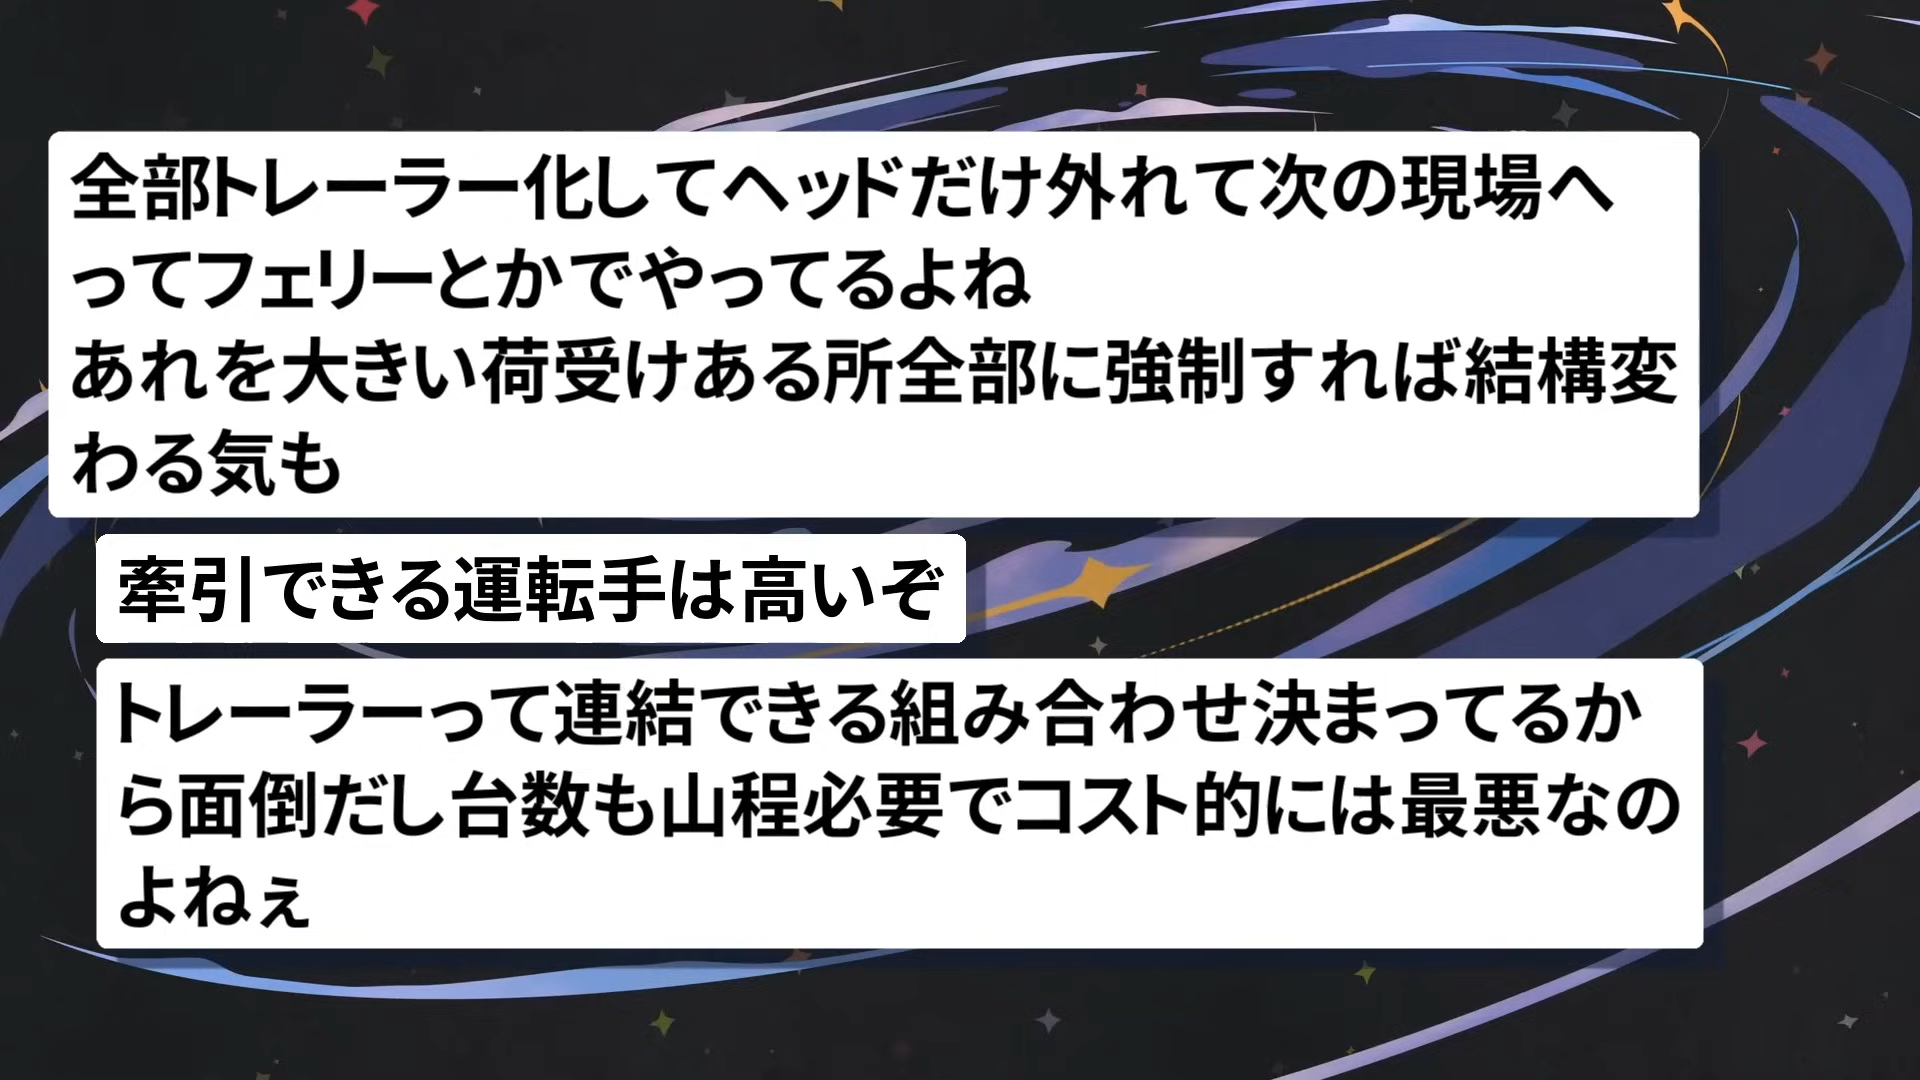 全部トレーラー化してヘッドだけ外れて次の現場へ
ってフェリーとかでやってるよね
あれを大きい荷受けある所全部に強制すれば結構変
わる気も
牽引できる運転手は高いぞ
トレーラーって連結できる組み合わせ決まってるか
ら面倒だし台数も山程必要でコスト的には最悪なの
よねぇ